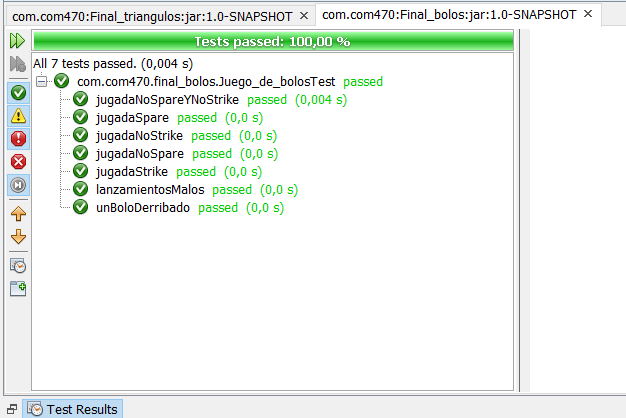 com.com470:Final_triangulos:jar:1.0-SNAPSHOT
com.com470:Final_bolos:jar:1.0-SNAPSHOT
Tests passed: 100,00 %
All 7 tests passed. (0,004 s)
com.com470.final_bolos.Juego_de_bolosTest passed
jugadaNoSpareYNoStrike passed (0,004 s)
jugadaSpare passed (0,0 s)
jugadaNoStrike passed (0,0 s)
jugadaNoSpare passed (0,0 s)
jugadaStrike passed (0,0 s)
lanzamientosMalos passed (0,0 s)
unBoloDerribado passed (0,0 s)
Test Results